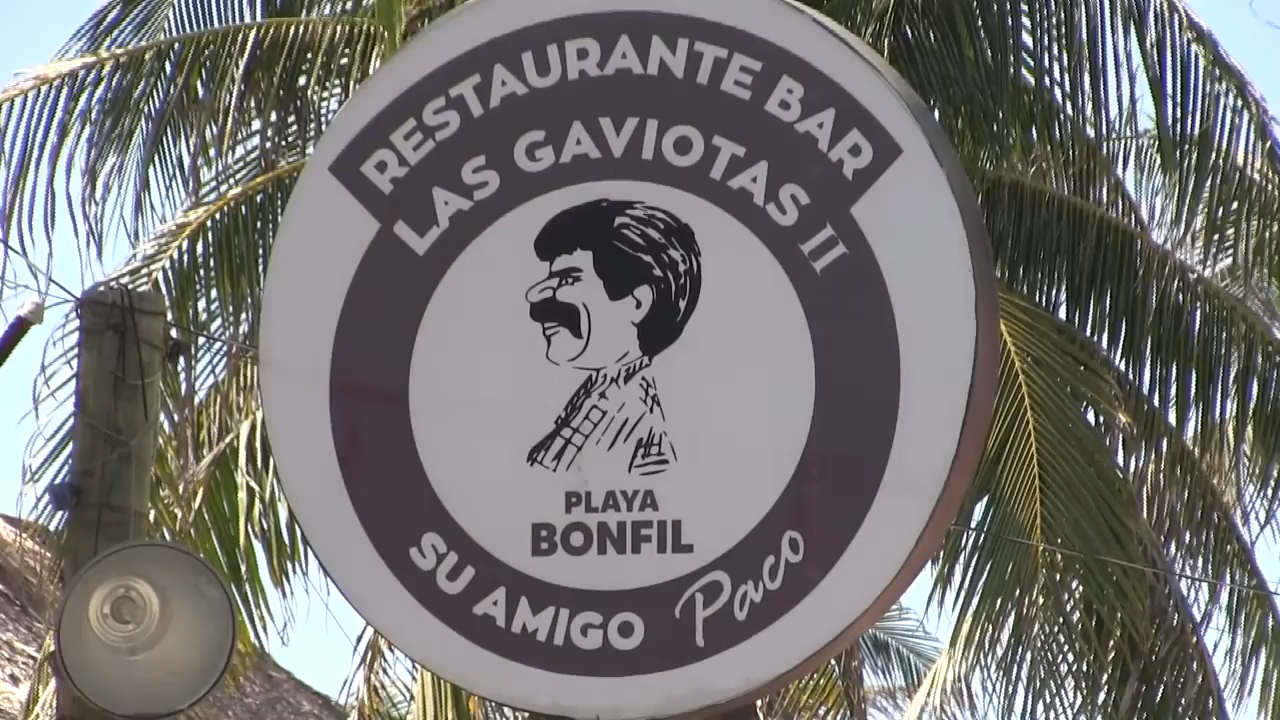 RESTAURANTE BAR
LAS GAVIOTAS II
PLAYA
BONFIL
SU AMIGO Paco